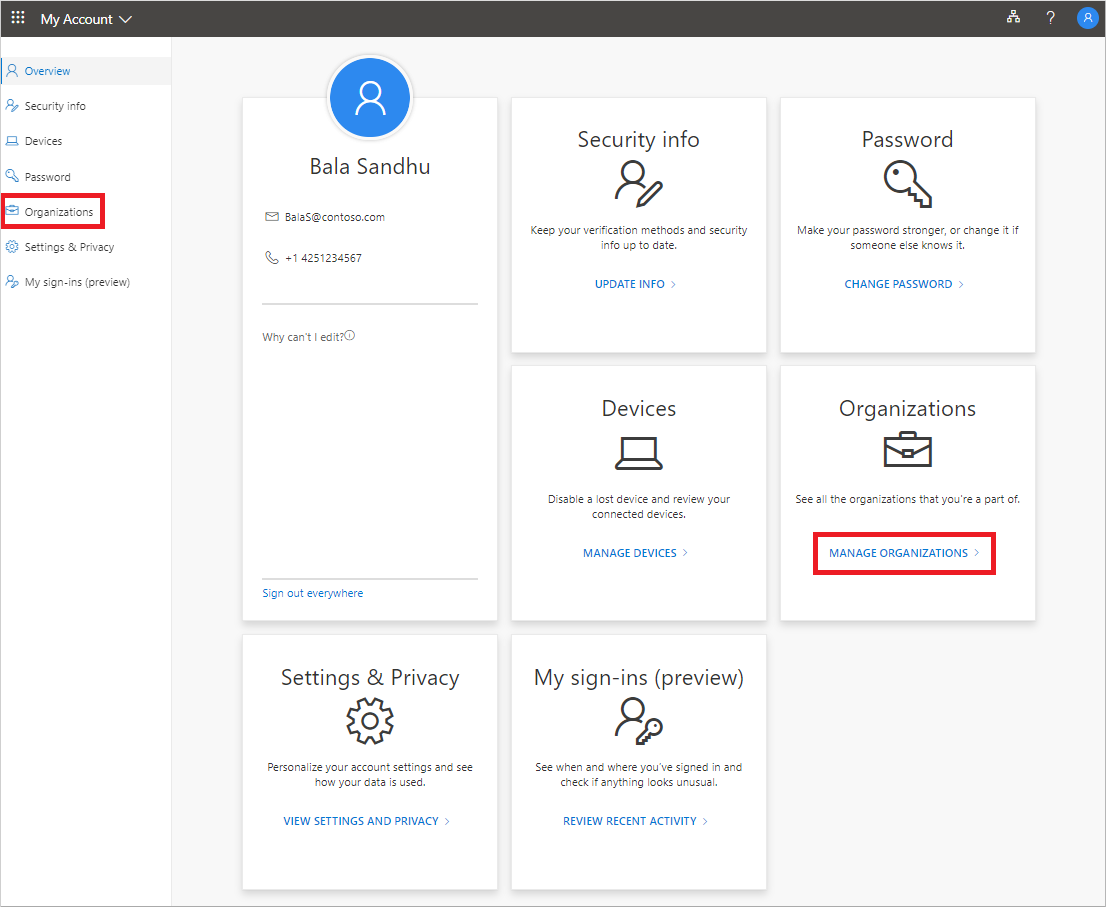 My Account
?
Overview
Security info
Devices
Password
Organizations
Settings & Privacy
My sign-ins (preview)
Bala Sandhu
BalaS@contoso.com
+1 4251234567
Why can't I edit?
Sign out everywhere
Security info
Keep your verification methods and security
info up to date.
UPDATE INFO
Password
Make your password stronger, or change it if
someone else knows it.
CHANGE PASSWORD
Devices
Disable a lost device and review your
connected devices.
MANAGE DEVICES
Organizations
See all the organizations that you're a part of.
MANAGE ORGANIZATIONS
Settings & Privacy
Personalize your account settings and see
how your data is used.
VIEW SETTINGS AND PRIVACY
My sign-ins (preview)
See when and where you've signed in and
check if anything looks unusual.
REVIEW RECENT ACTIVITY